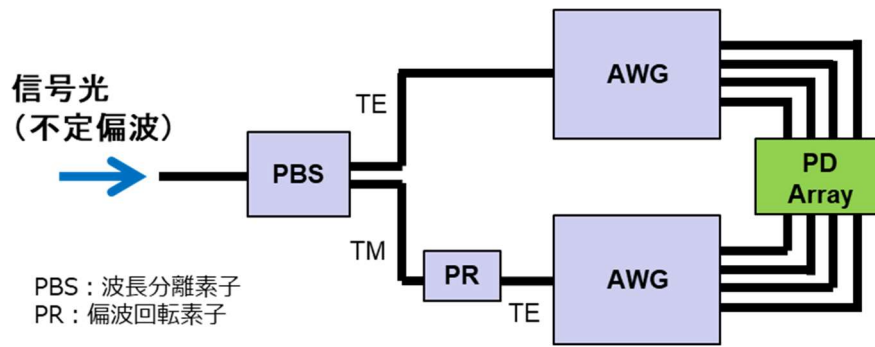 信号光
（不定偏波）
TE
AWG
PBS
PD
Array
TM
PR
TE
AWG
PBS：波長分離素子
PR：偏波回転素子